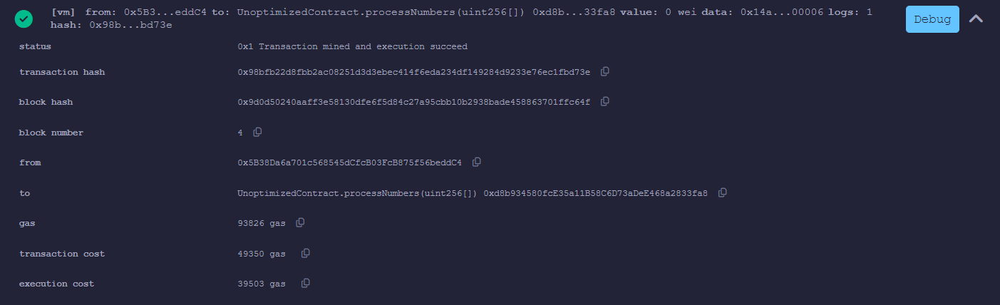 [vm] from: 0x5B3...eddC4 to: UnoptimizedContract.processNumbers(uint256[]) 0xd8b...33fa8 value: 0 wei data: 0x14a...00006 logs: 1
hash: 0x98b...bd73e
Debug
status 0x1 Transaction mined and execution succeed
transaction hash 0x98bfb22d8fbb2ac08251d3d3ebec414f6eda234df149284d9233e76ec1fbd73e
block hash 0x9d0d50240aaff3e58130dfe6f5d84c27a95cbb10b2938bade458863701ffc64f
block number 4
from 0x5B38Da6a701c568545dCfcB03FcB875f56beddC4
to UnoptimizedContract.processNumbers(uint256[]) 0xd8b934580fcE35a11B58C6D73aDeE468a2833fa8
gas 93826 gas
transaction cost 49350 gas
execution cost 39503 gas